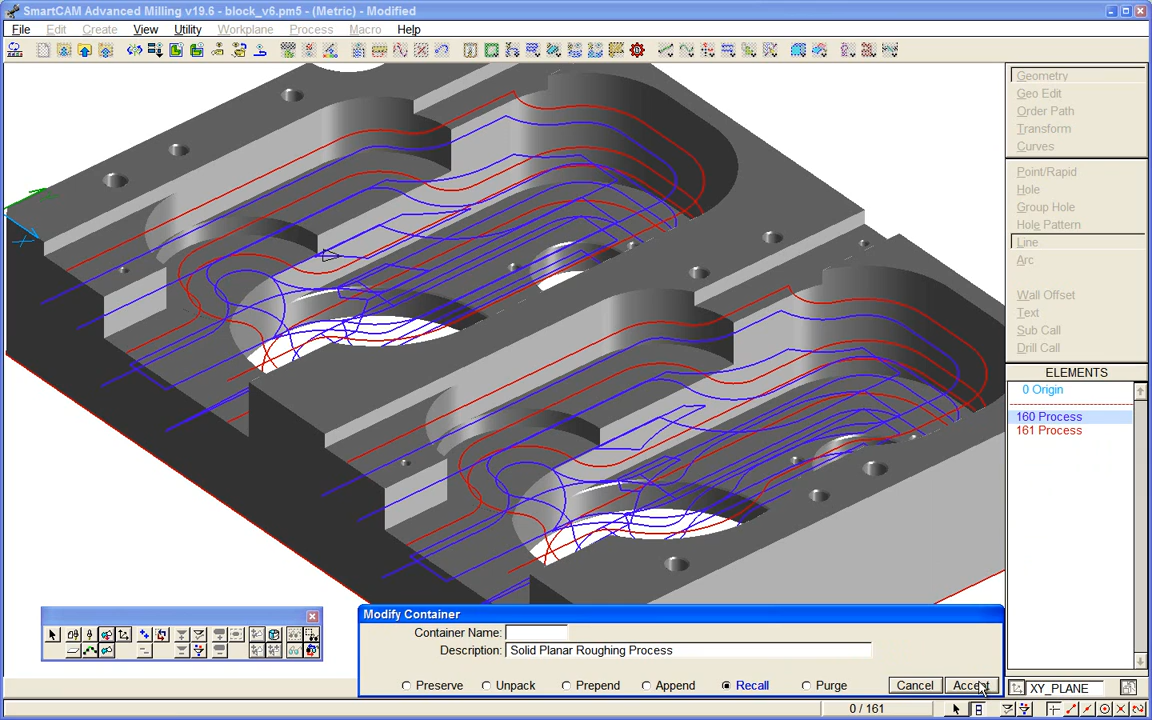 SmartCAM Advanced Milling v19.6 - block_v6.pm5 - (Metric) - Modified
File Edit Create View Utility Workplane Process Macro Help
Geometry
Geo Edit
Order Path
Transform
Curves
Point/Rapid
Hole
Group Hole
Hole Pattern
Line
Arc
Wall Offset
Text
Sub Call
Drill Call
ELEMENTS
0 Origin
160 Process
161 Process
Modify Container
Container Name:
Description: Solid Planar Roughing Process
Preserve Unpack Prepend Append Recall Purge Cancel Accept
XY_PLANE
0 / 161